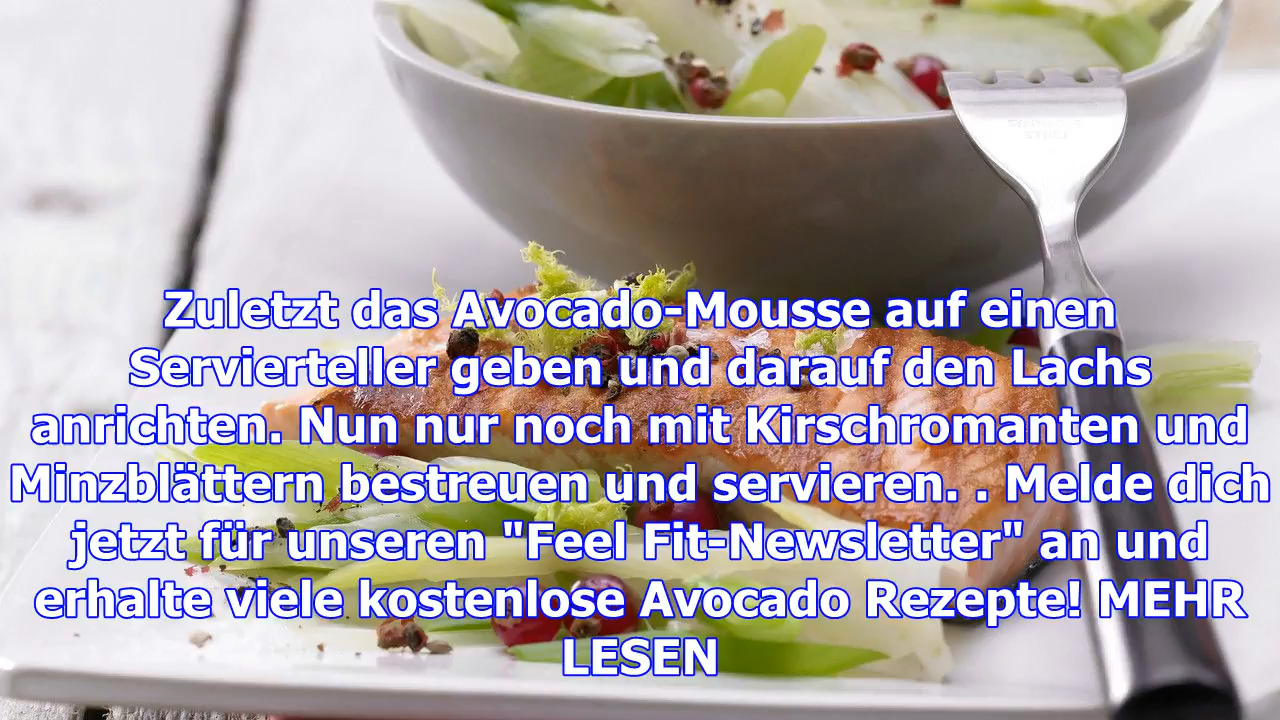 Zuletzt das Avocado-Mousse auf einen
Servierteller geben und darauf den Lachs
anrichten. Nun nur noch mit Kirschromanten und
Minzblättern bestreuen und servieren. . Melde dich
jetzt für unseren "Feel Fit-Newsletter" an und
erhalte viele kostenlose Avocado Rezepte! MEHR
LESEN